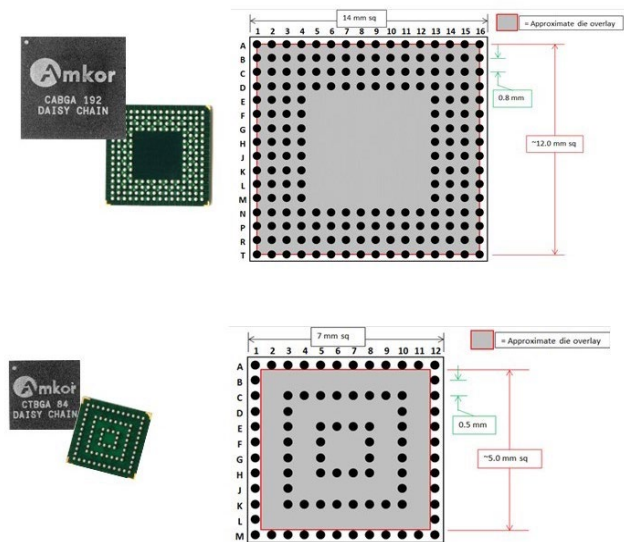 14 mm sq
= Approximate die overlay
1 2 3 4 5 6 7 8 9 10 11 12 13 14 15 16
A
B
C
D
E
F
G
H
J
K
L
M
N
P
R
T
0.8 mm
~12.0 mm sq
Amkor
CABGA 192
DAISY CHAIN
7 mm sq
= Approximate die overlay
1 2 3 4 5 6 7 8 9 10 11 12
A
B
C
D
E
F
G
H
J
K
L
M
0.5 mm
~5.0 mm sq
Amkor
CTBGA 84
DAISY CHAIN